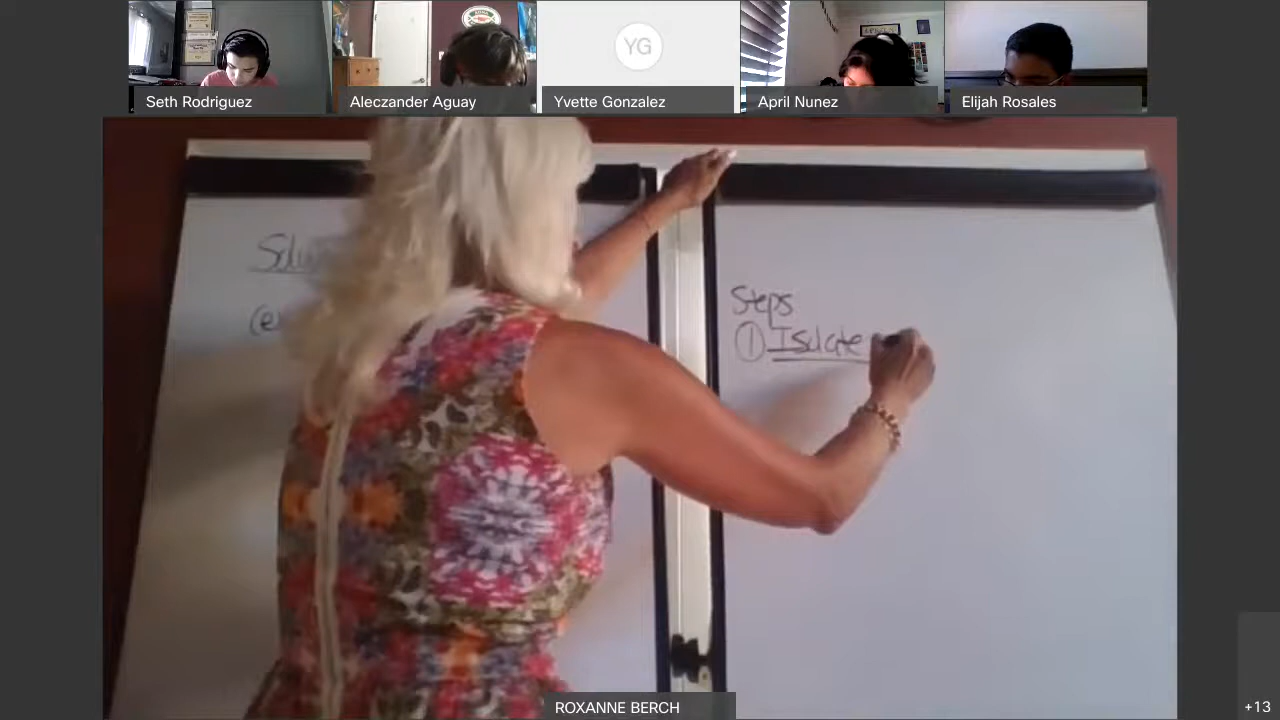 YG
Seth Rodriguez
Aleczander Aguay
Yvette Gonzalez
April Nunez
Elijah Rosales
Steps
① Isolate
ROXANNE BERCH
+13